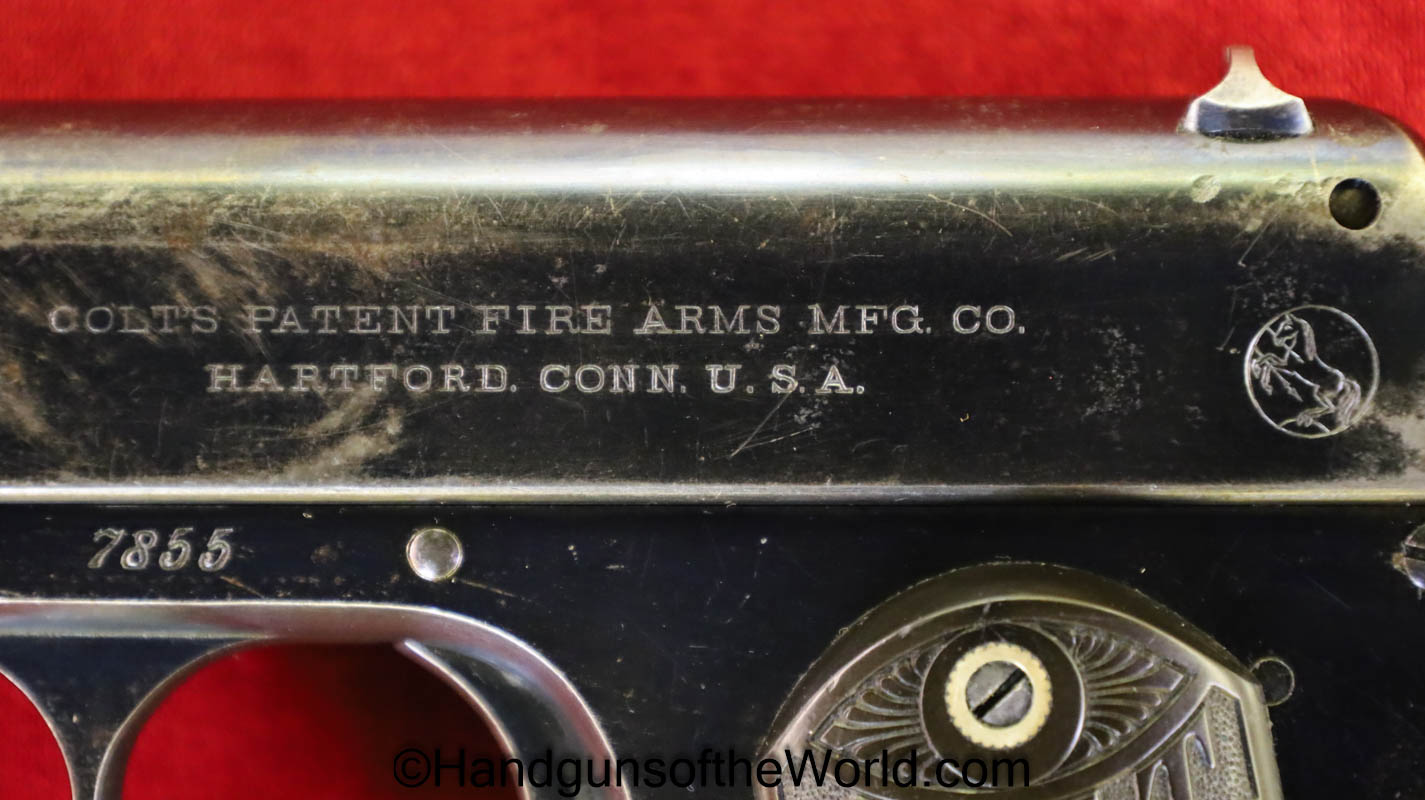 COLT'S PATENT FIRE ARMS MFG. CO.
HARTFORD. CONN. U.S.A.
7855
©HandgunsoftheWorld.com